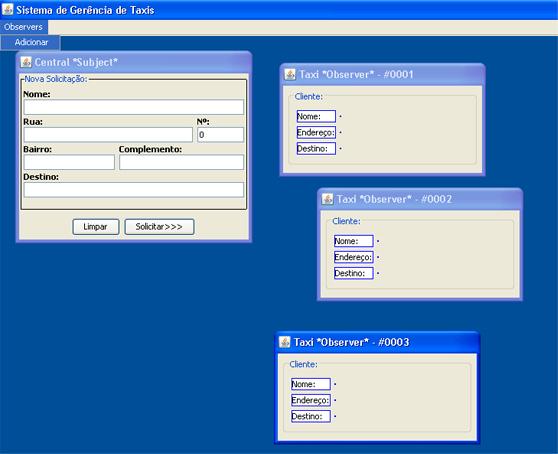 Sistema de Gerência de Taxis
Observers
Adicionar
Central *Subject*
Nova Solicitação:
Nome:
Rua: Nº:
0
Bairro: Complemento:
Destino:
Limpar Solicitar>>>
Taxi *Observer* - #0001
Cliente:
Nome: .
Endereço: .
Destino: .
Taxi *Observer* - #0002
Cliente:
Nome: .
Endereço: .
Destino: .
Taxi *Observer* - #0003
Cliente:
Nome: .
Endereço: .
Destino: .